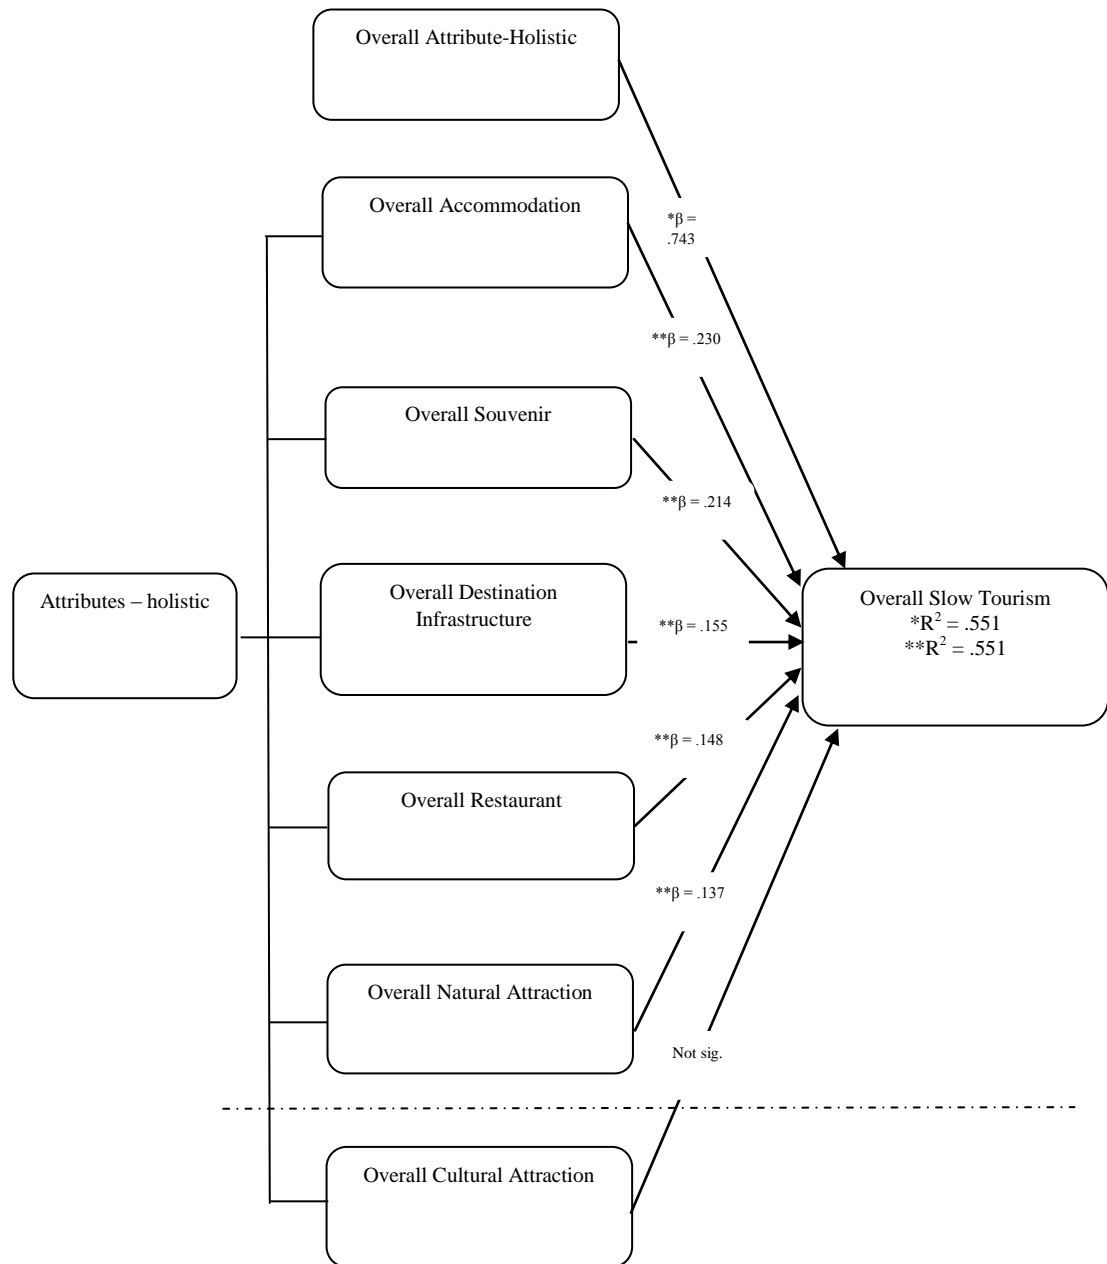 Overall Attribute-Holistic
Overall Accommodation
*β =
.743
**β = .230
Overall Souvenir
**β = .214
Attributes – holistic
Overall Destination
Infrastructure
**β = .155
Overall Slow Tourism
*R² = .551
**R² = .551
**β = .148
Overall Restaurant
**β = .137
Overall Natural Attraction
Not sig.
Overall Cultural Attraction